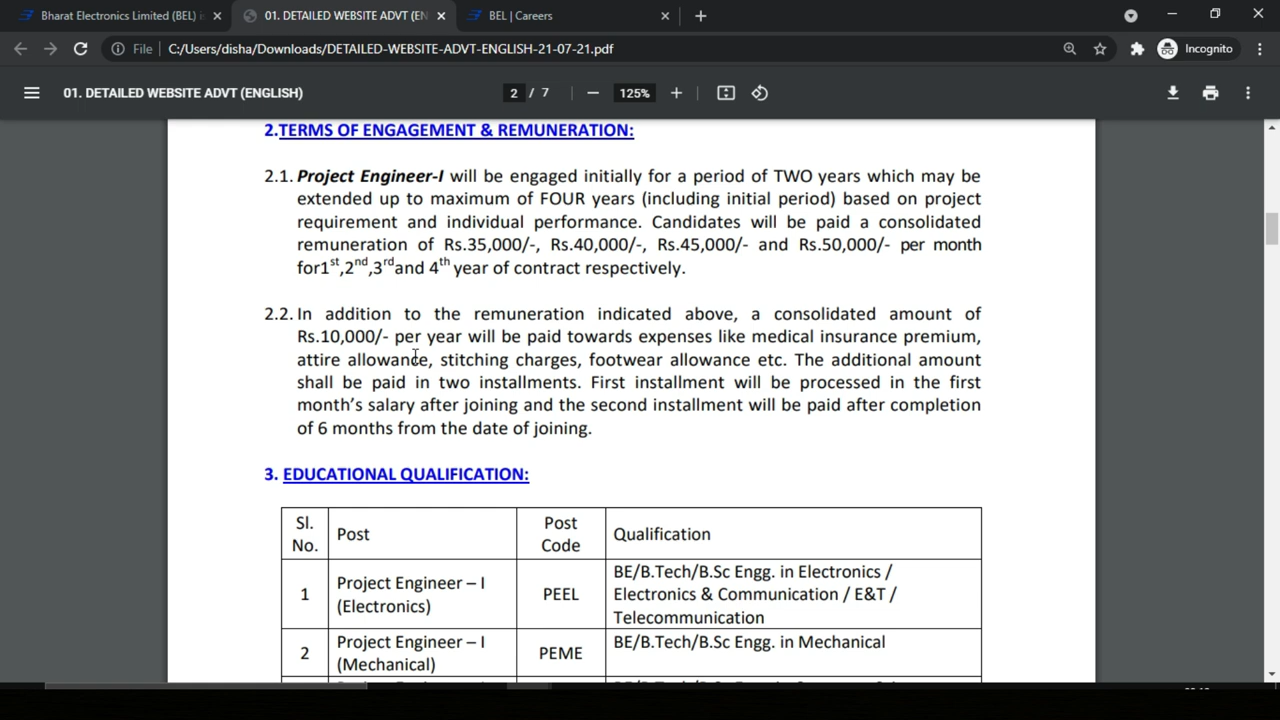 Bharat Electronics Limited (BEL) is
01. DETAILED WEBSITE ADVT (EN
BEL | Careers
File
C:/Users/disha/Downloads/DETAILED-WEBSITE-ADVT-ENGLISH-21-07-21.pdf
Incognito
01. DETAILED WEBSITE ADVT (ENGLISH)
2 / 7
125%
2.TERMS OF ENGAGEMENT & REMUNERATION:
2.1. Project Engineer-I will be engaged initially for a period of TWO years which may be
extended up to maximum of FOUR years (including initial period) based on project
requirement and individual performance. Candidates will be paid a consolidated
remuneration of Rs.35,000/-, Rs.40,000/-, Rs.45,000/- and Rs.50,000/- per month
for1st,2nd,3rdand 4th year of contract respectively.
2.2. In addition to the remuneration indicated above, a consolidated amount of
Rs.10,000/- per year will be paid towards expenses like medical insurance premium,
attire allowance, stitching charges, footwear allowance etc. The additional amount
shall be paid in two installments. First installment will be processed in the first
month's salary after joining and the second installment will be paid after completion
of 6 months from the date of joining.
3. EDUCATIONAL QUALIFICATION:
Sl.
No.
Post
Post
Code
Qualification
1
Project Engineer – I
(Electronics)
PEEL
BE/B.Tech/B.Sc Engg. in Electronics /
Electronics & Communication / E&T /
Telecommunication
2
Project Engineer – I
(Mechanical)
PEME
BE/B.Tech/B.Sc Engg. in Mechanical